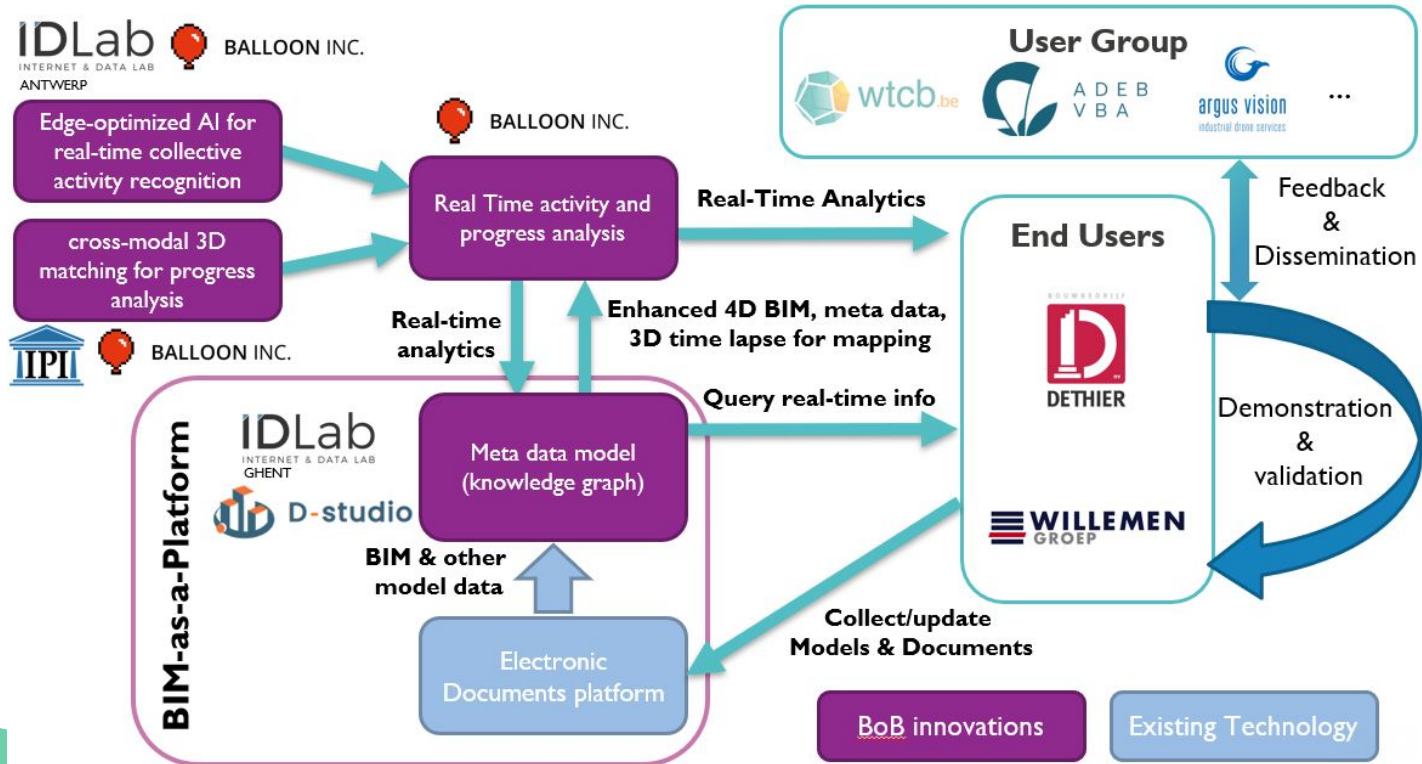 IDLab
INTERNET & DATA LAB
ANTWERP
BALLOON INC.
Edge-optimized AI for
real-time collective
activity recognition
cross-modal 3D
matching for progress
analysis
IPI
BALLOON INC.
BALLOON INC.
Real Time activity and
progress analysis
Real-Time Analytics
Real-time
analytics
Enhanced 4D BIM, meta data,
3D time lapse for mapping
User Group
wtcb.be
ADEB
VBA
argus vision
industrial drone services
...
Feedback
&
Dissemination
End Users
BOUWBEDRIJF
D
NV
DETHIER
WILLEMEN
GROEP
Demonstration
&
validation
BIM-as-a-Platform
IDLab
INTERNET & DATA LAB
GHENT
D-studio
Meta data model
(knowledge graph)
Query real-time info
BIM & other
model data
Electronic
Documents platform
Collect/update
Models & Documents
BoB innovations
Existing Technology